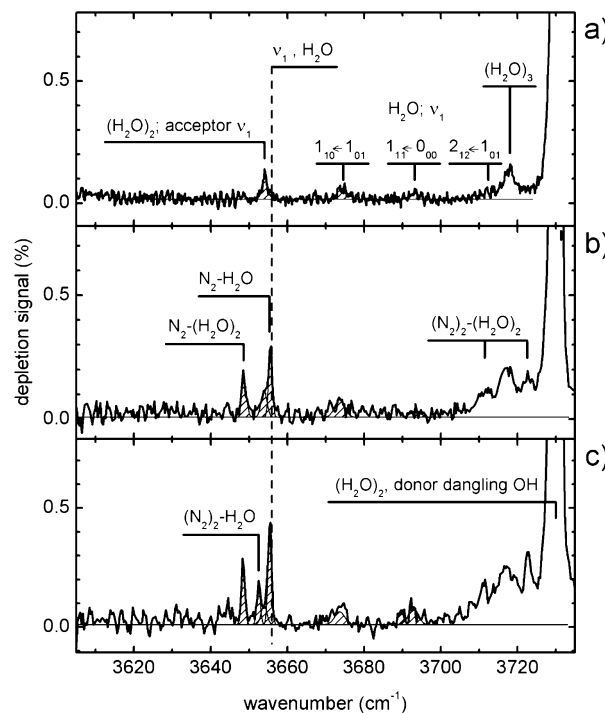 a)
ν₁ , H₂O
(H₂O)₃
H₂O; ν₁
(H₂O)₂; acceptor ν₁
1₁₀←1₀₁ 1₁₁←0₀₀ 2₁₂←1₀₁
0.5
0.0
b)
N₂-H₂O
N₂-(H₂O)₂
(N₂)₂-(H₂O)₂
0.5
0.0
c)
(H₂O)₂, donor dangling OH
(N₂)₂-H₂O
0.5
0.0
depletion signal (%)
3620 3640 3660 3680 3700 3720
wavenumber (cm⁻¹)